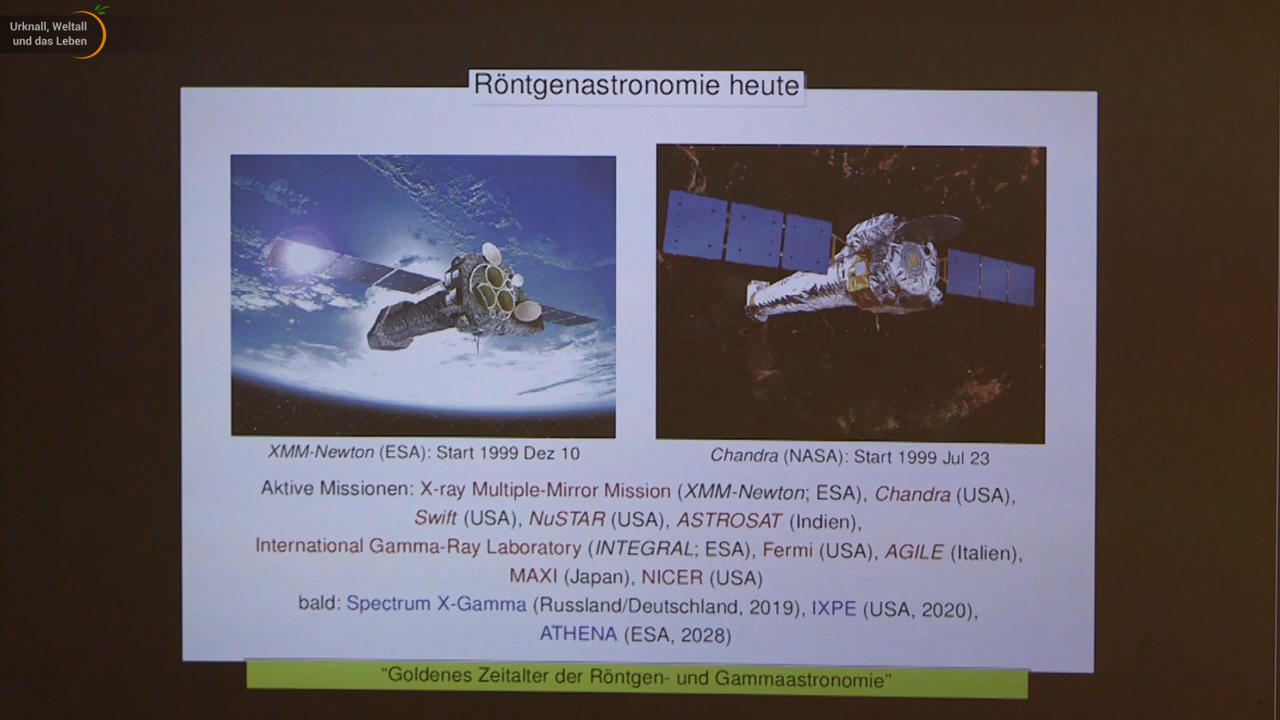 Urknall, Weltall
und das Leben
Röntgenastronomie heute
XMM-Newton (ESA): Start 1999 Dez 10
Chandra (NASA): Start 1999 Jul 23
Aktive Missionen: X-ray Multiple-Mirror Mission (XMM-Newton; ESA), Chandra (USA),
Swift (USA), NuSTAR (USA), ASTROSAT (Indien),
International Gamma-Ray Laboratory (INTEGRAL; ESA), Fermi (USA), AGILE (Italien),
MAXI (Japan), NICER (USA)
bald: Spectrum X-Gamma (Russland/Deutschland, 2019), IXPE (USA, 2020),
ATHENA (ESA, 2028)
“Goldenes Zeitalter der Röntgen- und Gammaastronomie”